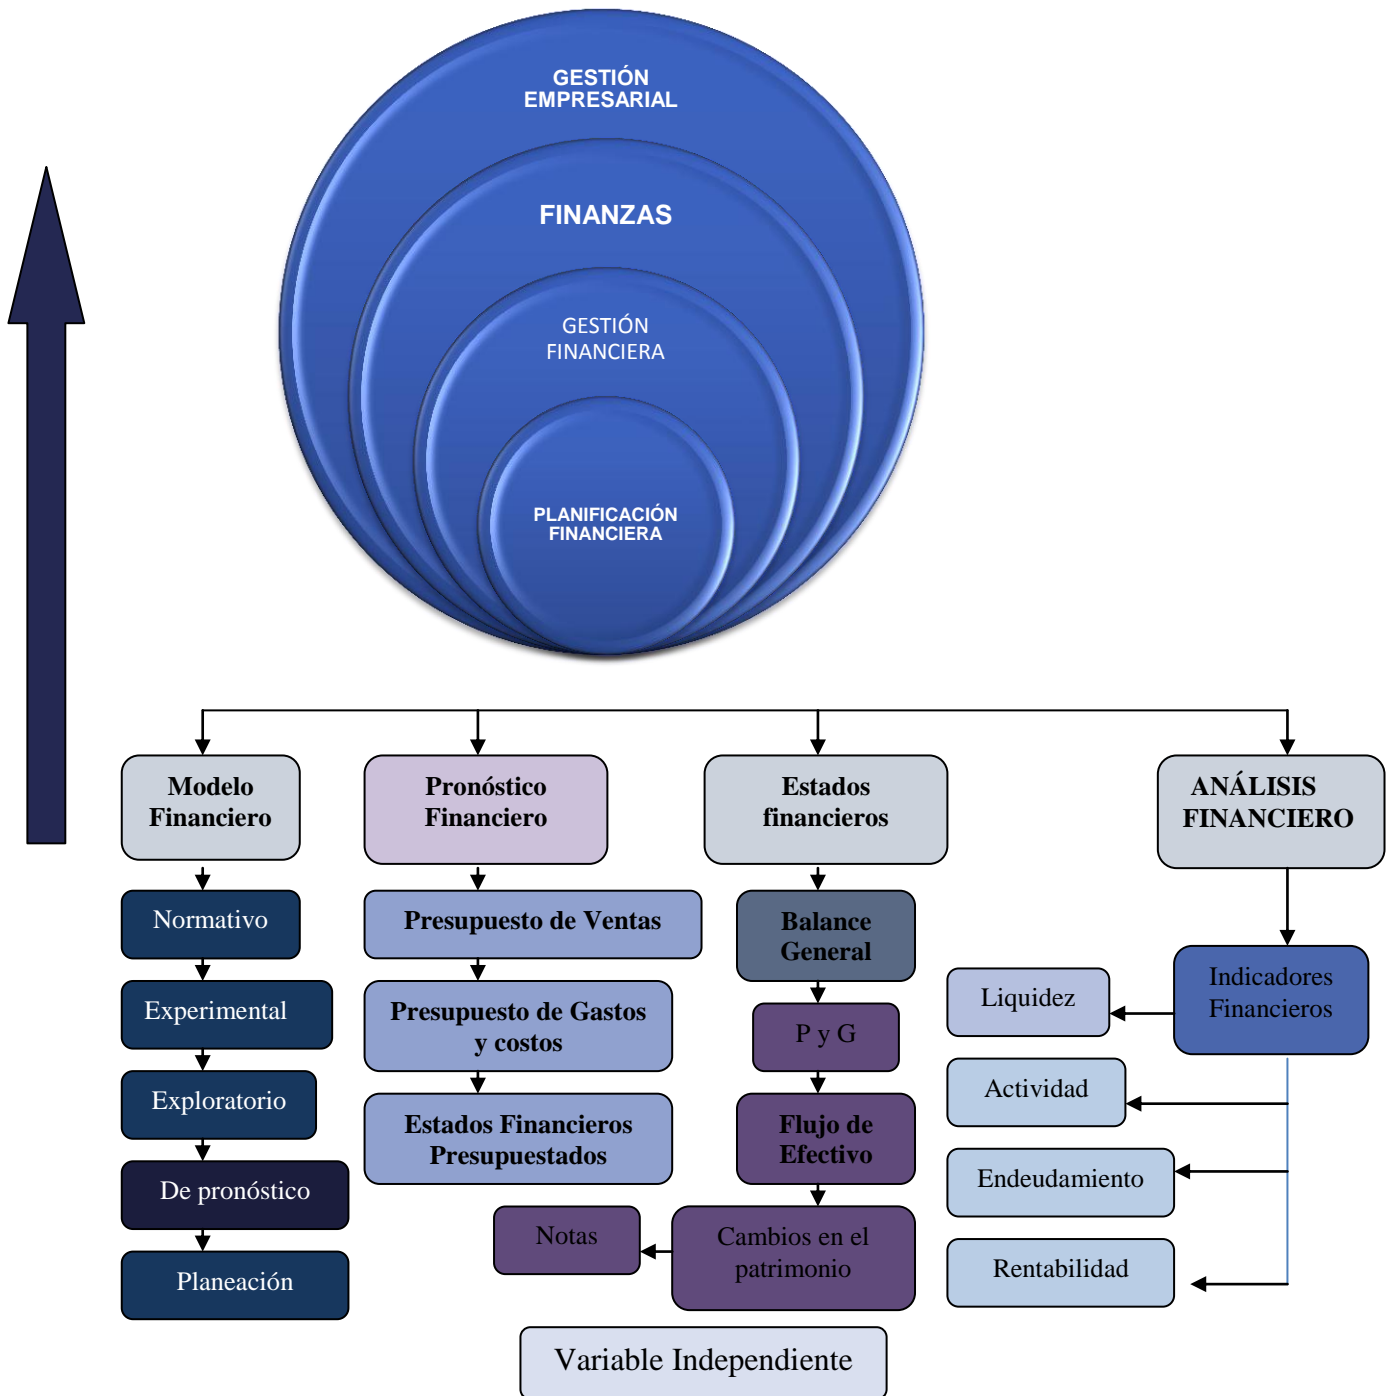 GESTIÓN
EMPRESARIAL
FINANZAS
GESTIÓN
FINANCIERA
PLANIFICACIÓN
FINANCIERA
Modelo
Financiero
Normativo
Experimental
Exploratorio
De pronóstico
Planeación
Pronóstico
Financiero
Presupuesto de Ventas
Presupuesto de Gastos
y costos
Estados Financieros
Presupuestados
Estados
financieros
Balance
General
P y G
Flujo de
Efectivo
Cambios en el
patrimonio
Notas
ANÁLISIS
FINANCIERO
Indicadores
Financieros
Liquidez
Actividad
Endeudamiento
Rentabilidad
Variable Independiente